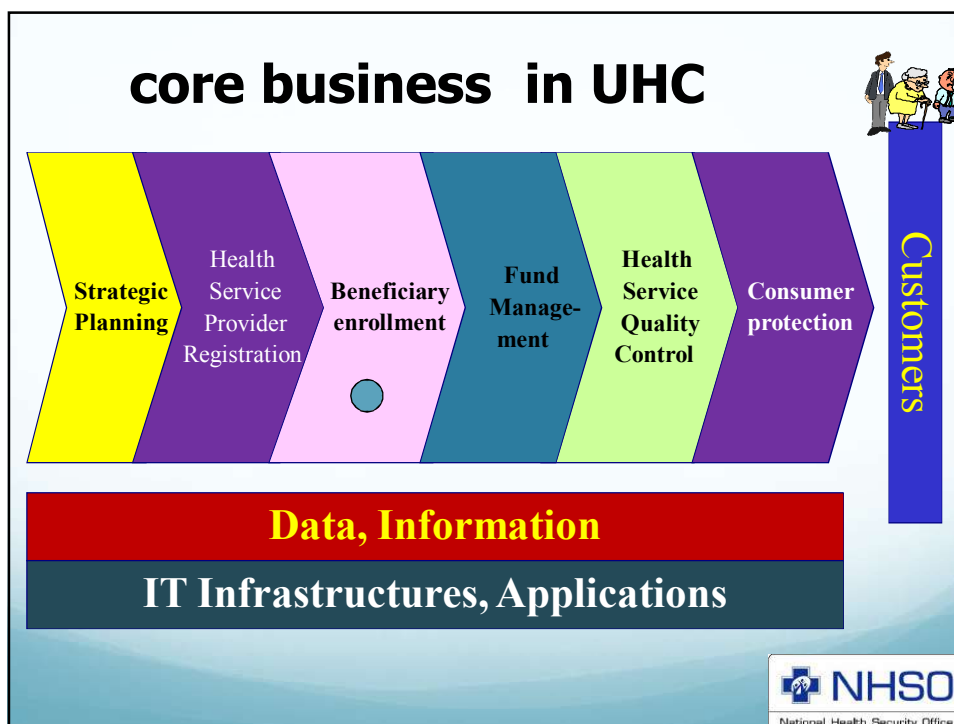 core business in UHC
Strategic
Planning
Health
Service
Provider
Registration
Beneficiary
enrollment
Fund
Manage-
ment
Health
Service
Quality
Control
Consumer
protection
Customers
Data, Information
IT Infrastructures, Applications
NHSO
National Health Security Office